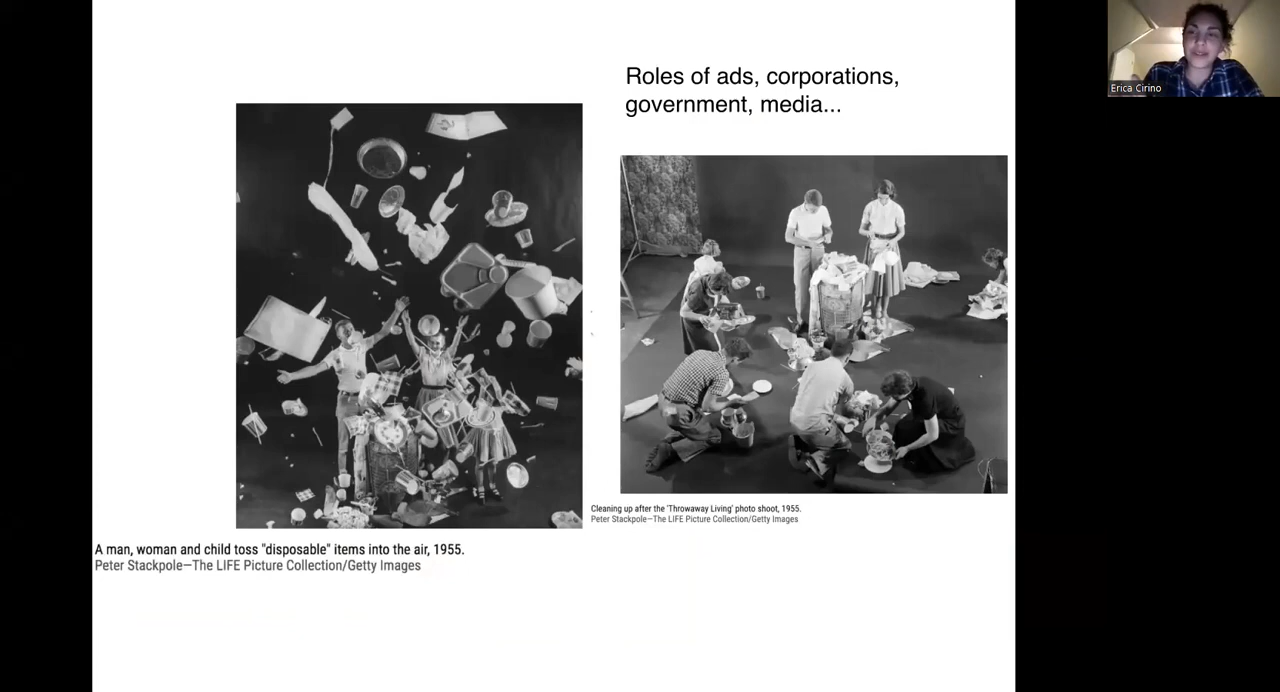 Roles of ads, corporations,
government, media...
Erica Cirino
Cleaning up after the 'Throwaway Living' photo shoot, 1955.
Peter Stackpole—The LIFE Picture Collection/Getty Images
A man, woman and child toss "disposable" items into the air, 1955.
Peter Stackpole—The LIFE Picture Collection/Getty Images